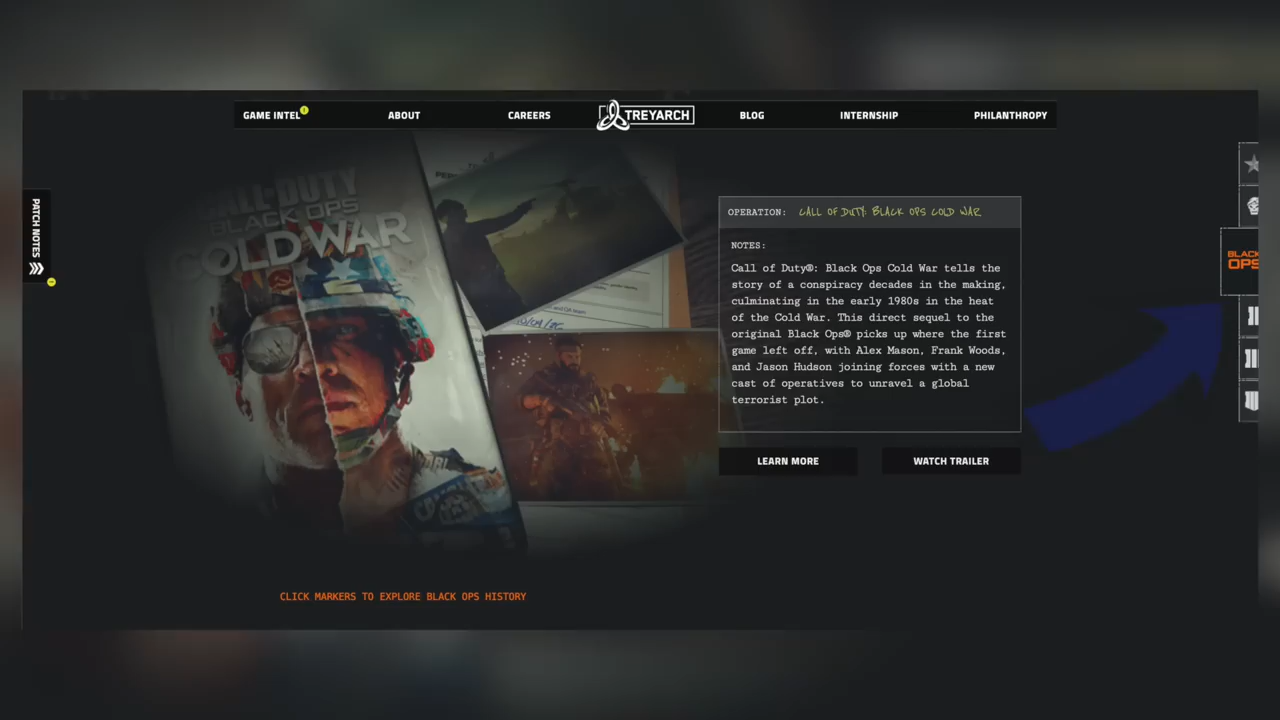 GAME INTEL
ABOUT
CAREERS
TREYARCH
BLOG
INTERNSHIP
PHILANTHROPY
PATCH NOTES
CALL OF DUTY
BLACK OPS
COLD WAR
OPERATION: CALL OF DUTY: BLACK OPS COLD WAR
NOTES:
Call of Duty®: Black Ops Cold War tells the
story of a conspiracy decades in the making,
culminating in the early 1980s in the heat
of the Cold War. This direct sequel to the
original Black Ops® picks up where the first
game left off, with Alex Mason, Frank Woods,
and Jason Hudson joining forces with a new
cast of operatives to unravel a global
terrorist plot.
LEARN MORE
WATCH TRAILER
BLACK
OPS
CLICK MARKERS TO EXPLORE BLACK OPS HISTORY